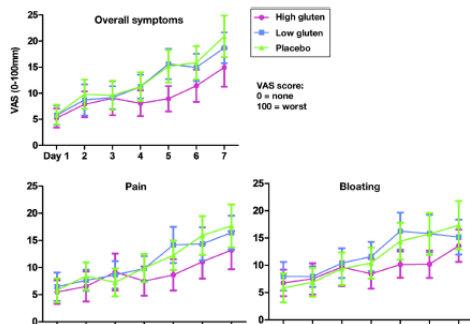 Overall symptoms
High gluten
Low gluten
Placebo
VAS (0-100mm)
25
20
15
10
5
0
Day 1 2 3 4 5 6 7
VAS score:
0 = none
100 = worst
Pain
25
20
15
10
5
0
Bloating
25
20
15
10
5
0